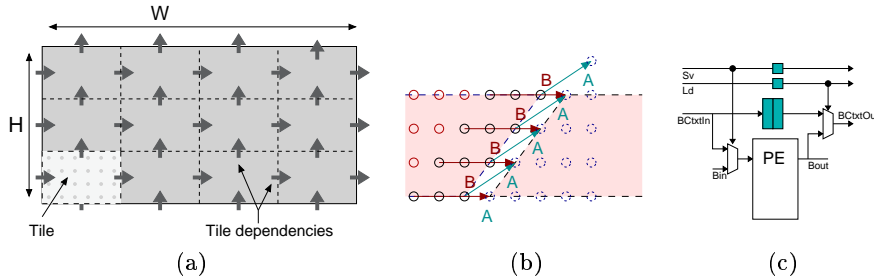 W
H
Tile
Tile dependencies
(a)
B
A
B
A
B
A
B
A
(b)
Sv
Ld
BCtxtIn
BCtxtOu
PE
Bin
Bout
(c)